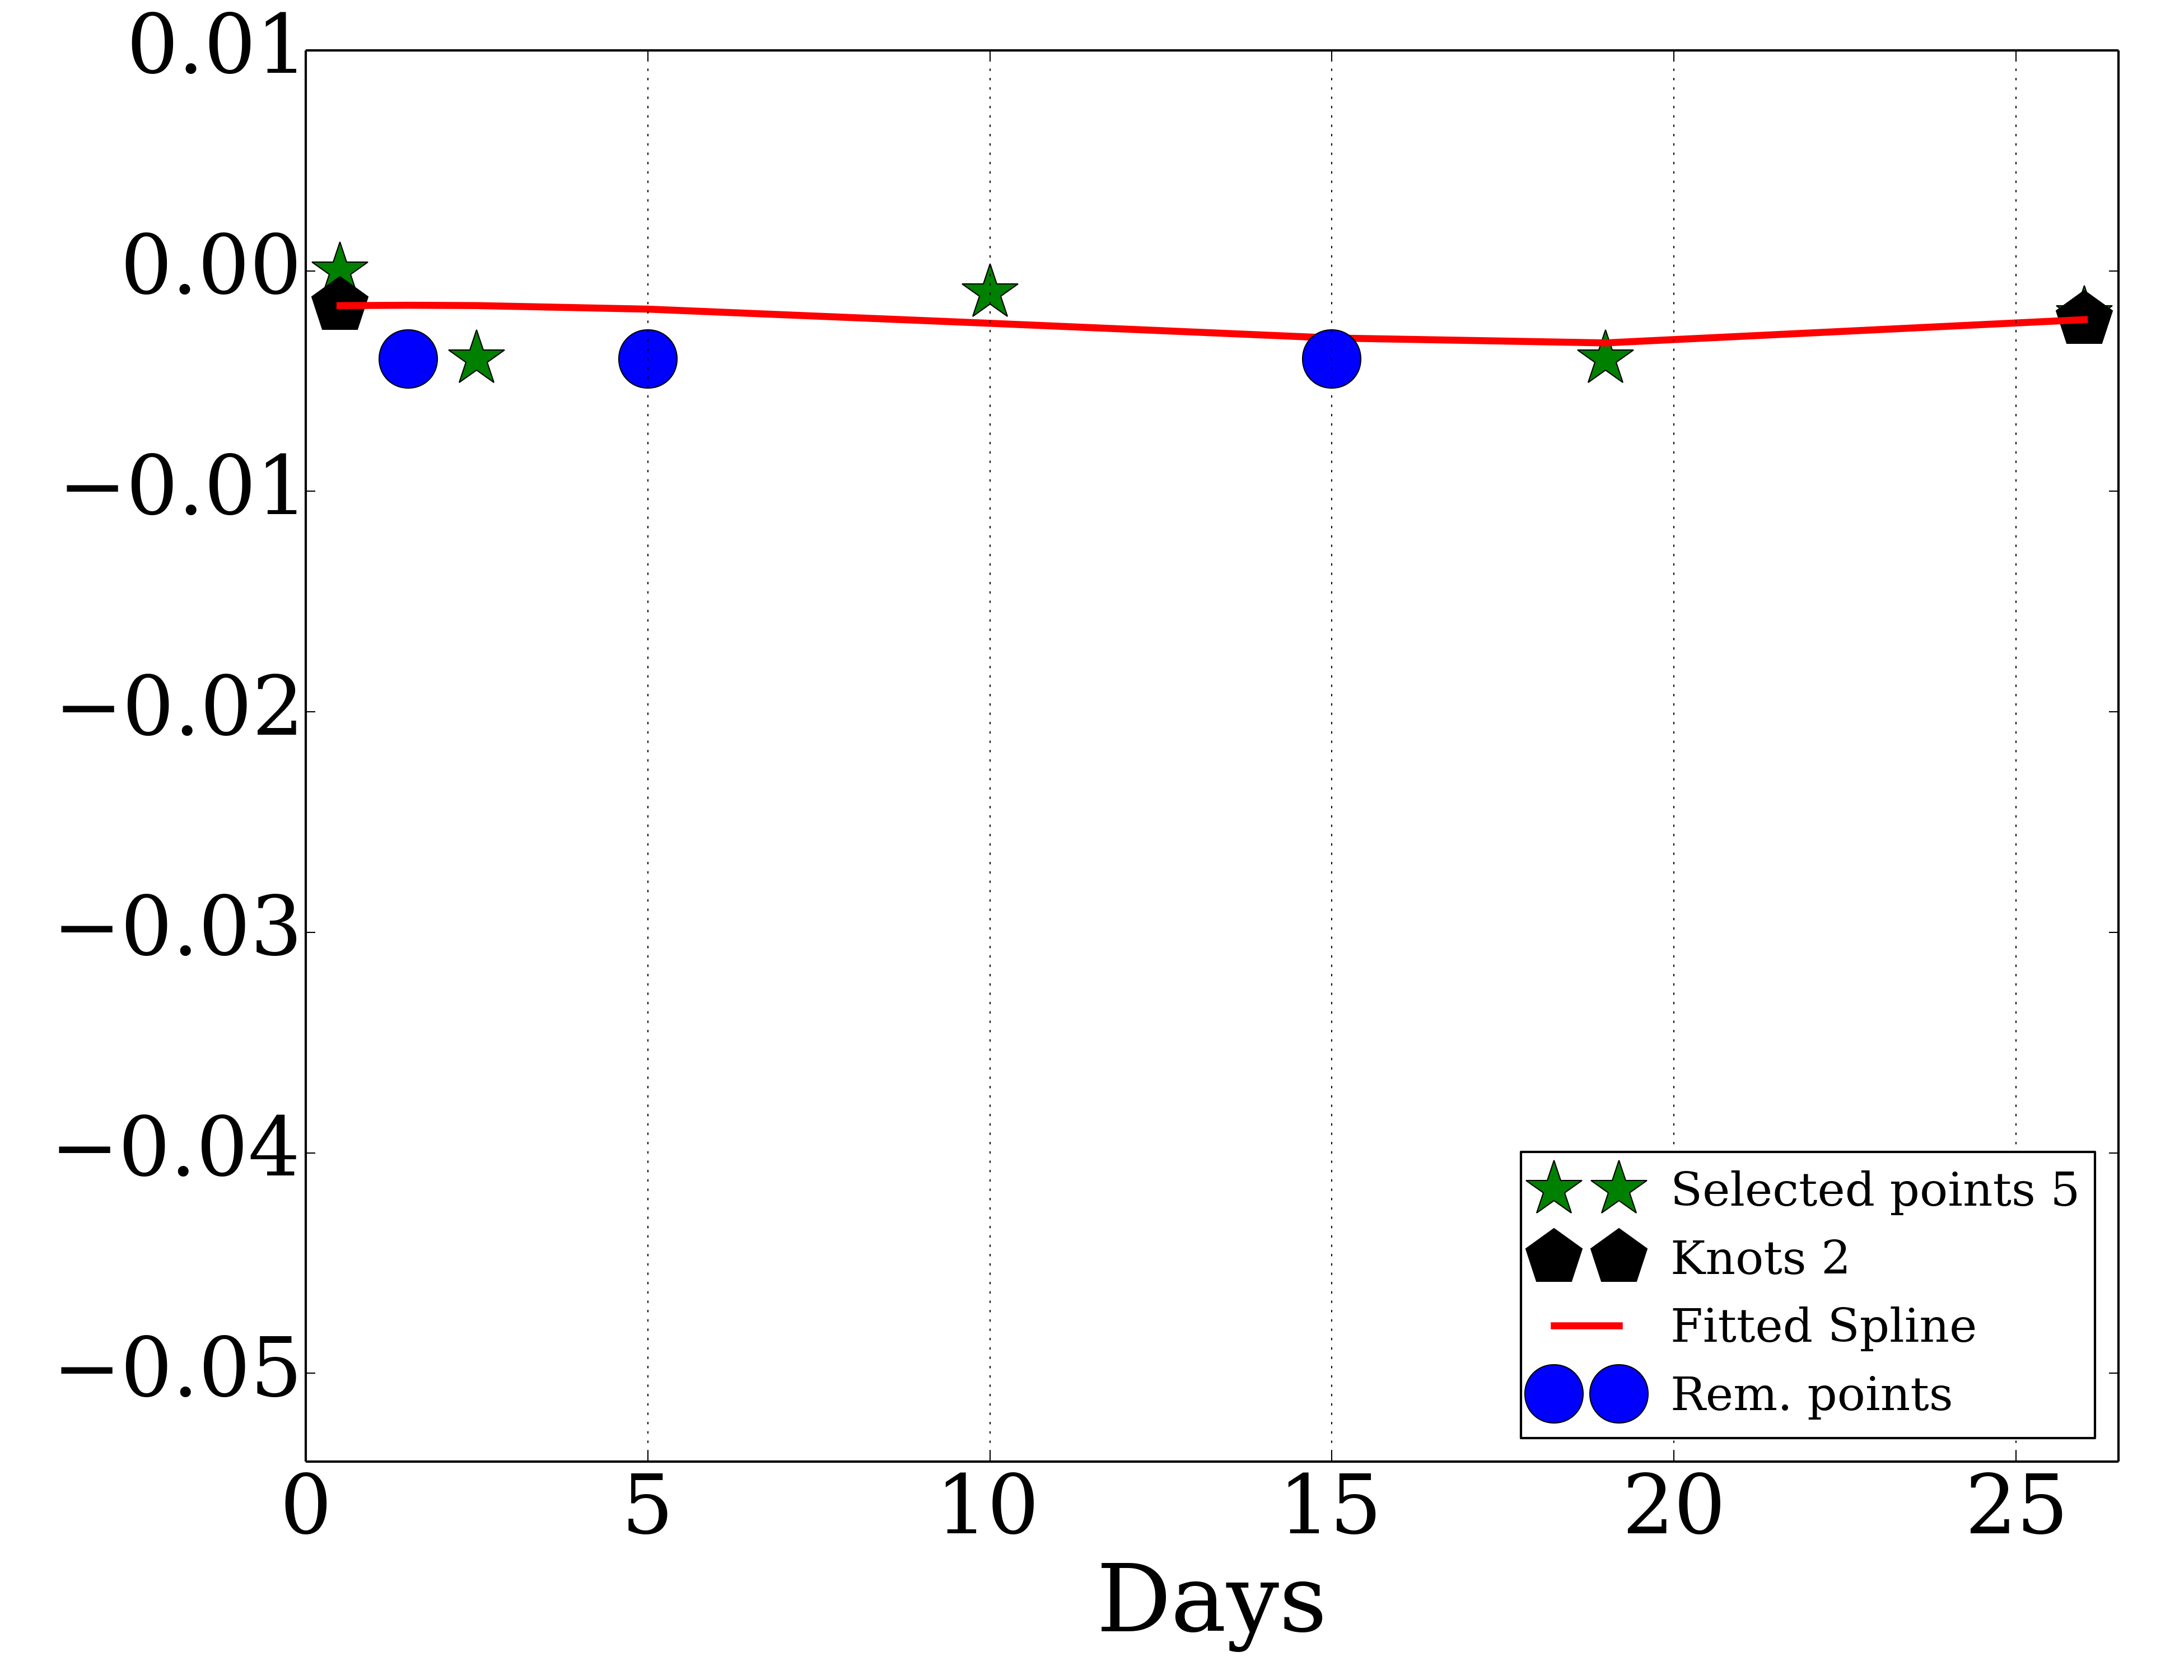 0.01
0.00
−0.01
−0.02
−0.03
−0.04
−0.05
Selected points 5
Knots 2
Fitted Spline
Rem. points
0 5 10 15 20 25
Days